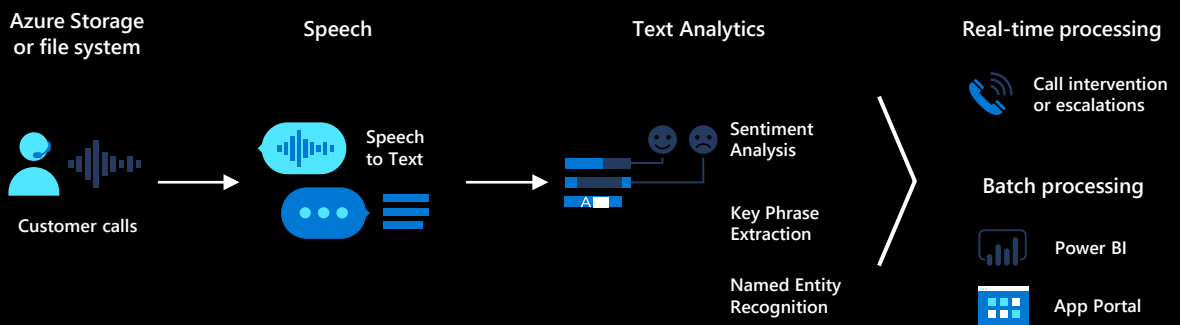 Azure Storage
or file system
Customer calls
Speech
Speech
to Text
Text Analytics
A
Sentiment
Analysis
Key Phrase
Extraction
Named Entity
Recognition
Real-time processing
Call intervention
or escalations
Batch processing
Power BI
App Portal